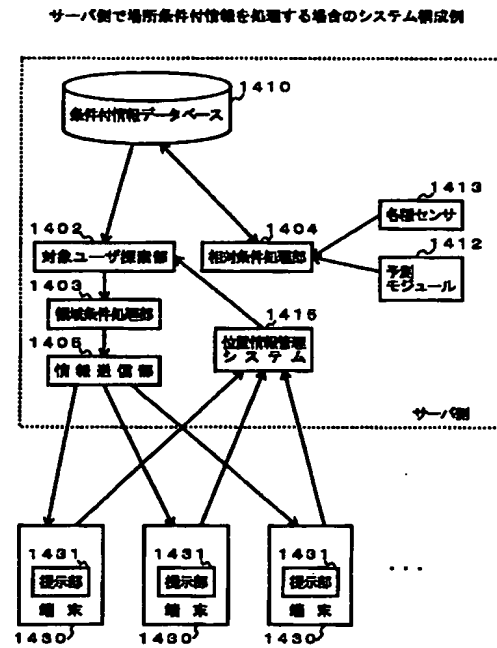 サーバ側で場所条件付情報を処理する場合のシステム構成例
1410
条件付情報データベース
1413
各種センサ
1402
対象ユーザ探索部
1404
相対条件処理部
1412
予測
モジュール
1403
領域条件処理部
1415
位置情報管理
システム
1405
情報送信部
サーバ側
1431
提示部
端末
1430
1431
提示部
端末
1430
1431
提示部
端末
1430
...